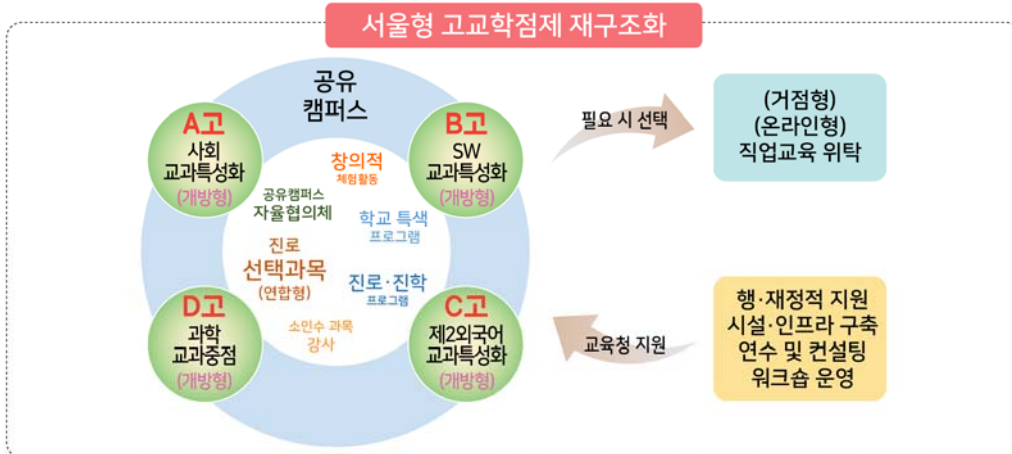 서울형 고교학점제 재구조화
공유
캠퍼스
A고
사회
교과특성화
(개방형)
B고
SW
교과특성화
(개방형)
창의적
체험활동
공유캠퍼스
자율협의체
학교 특색
프로그램
진로
선택과목
(연합형)
진로·진학
프로그램
소인수 과목
강사
D고
과학
교과중점
(개방형)
C고
제2외국어
교과특성화
(개방형)
필요 시 선택
(거점형)
(온라인형)
직업교육 위탁
교육청 지원
행·재정적 지원
시설·인프라 구축
연수 및 컨설팅
워크숍 운영